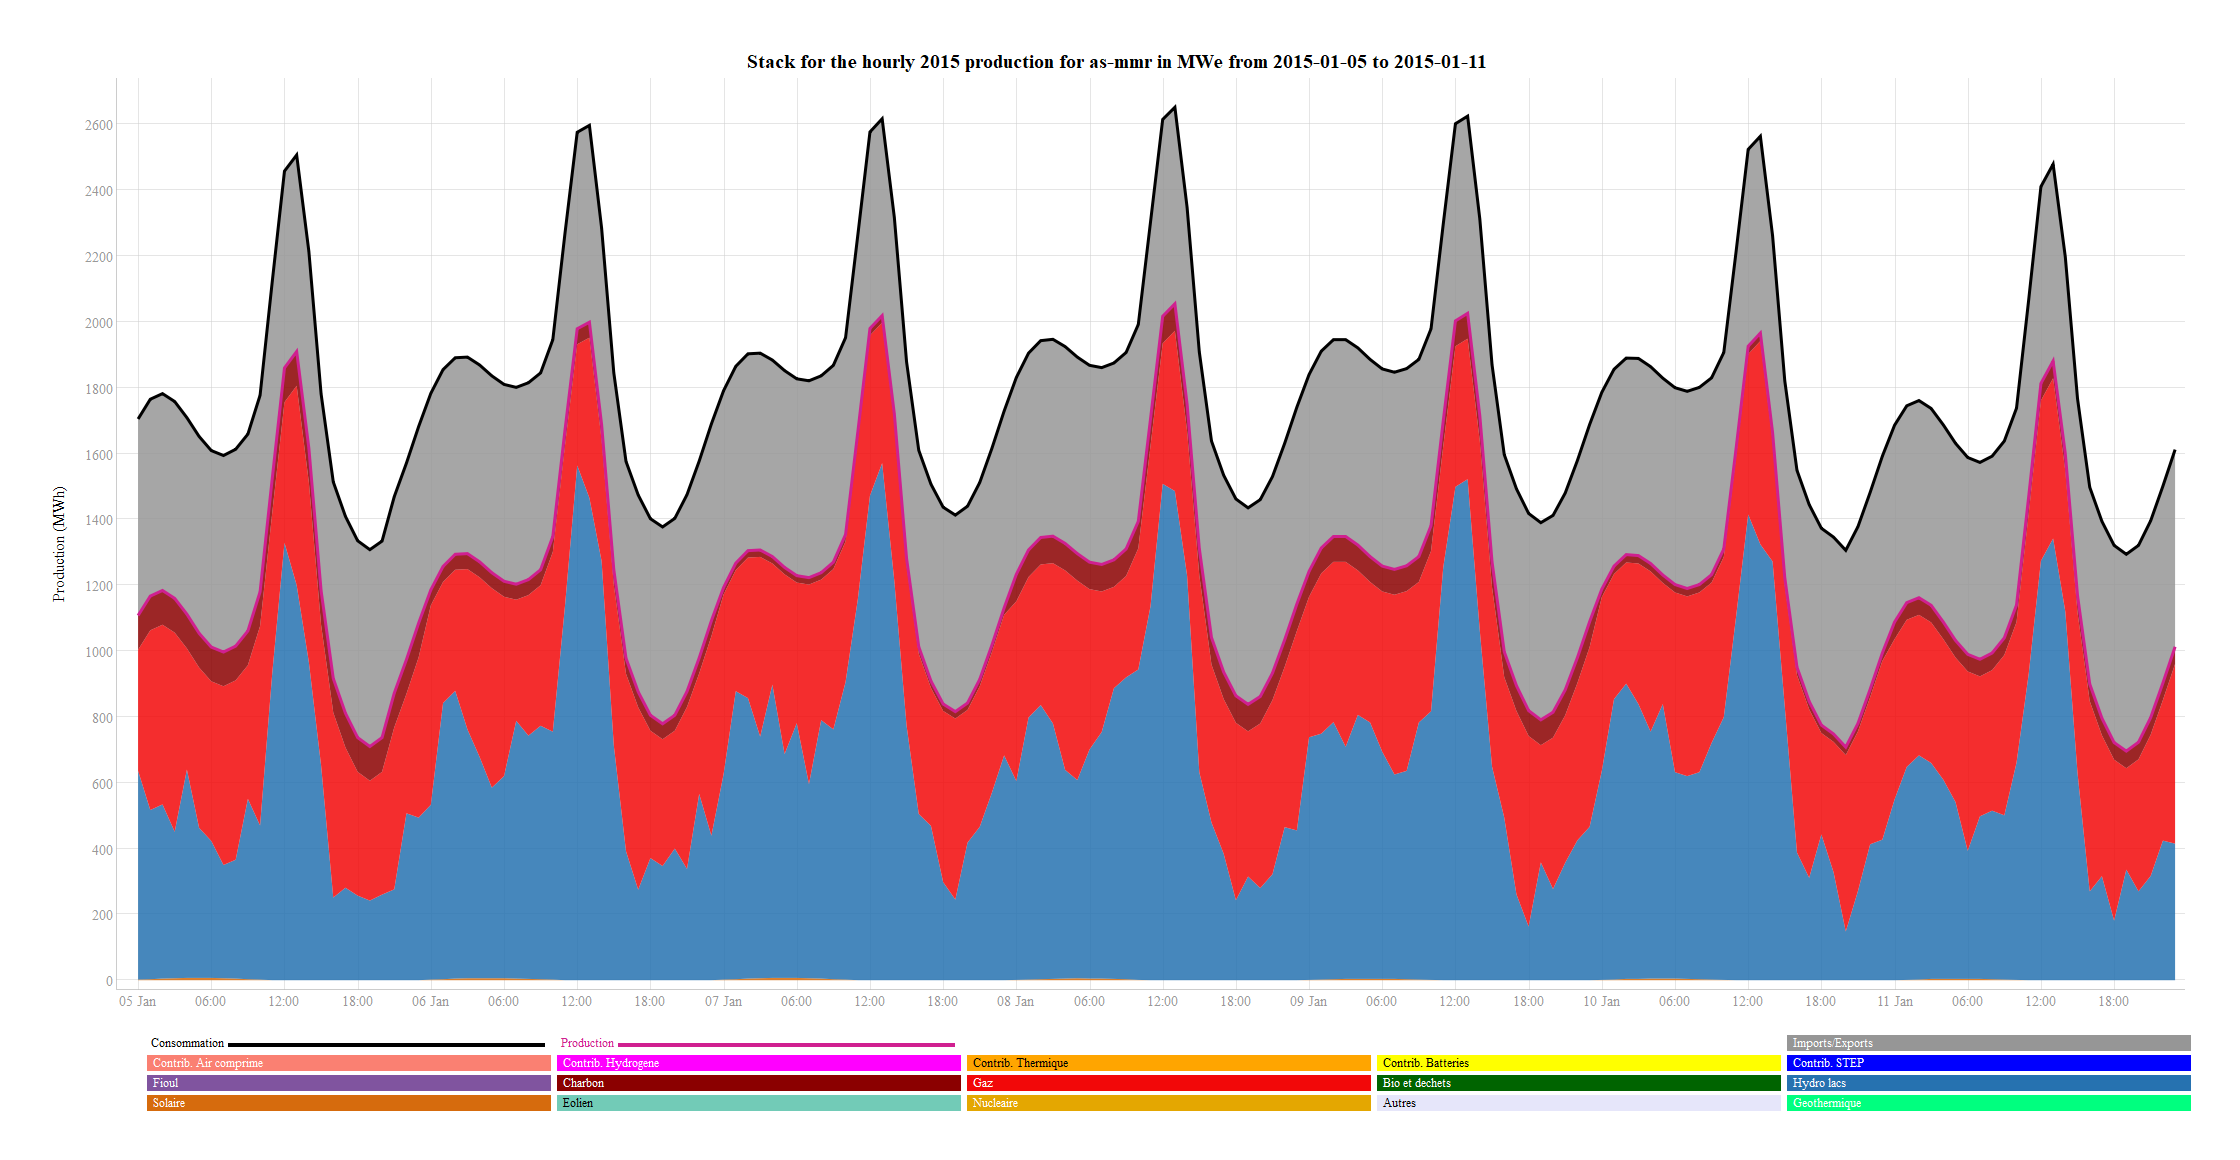 Stack for the hourly 2015 production for as-mmr in MWe from 2015-01-05 to 2015-01-11
Production (MWh)
2600
2400
2200
2000
1800
1600
1400
1200
1000
800
600
400
200
0
05 Jan 06:00 12:00 18:00 06 Jan 06:00 12:00 18:00 07 Jan 06:00 12:00 18:00 08 Jan 06:00 12:00 18:00 09 Jan 06:00 12:00 18:00 10 Jan 06:00 12:00 18:00 11 Jan 06:00 12:00 18:00
Consommation Production Imports/Exports
Contrib. Air comprime Contrib. Hydrogene Contrib. Thermique Contrib. Batteries Contrib. STEP
Fioul Charbon Gaz Bio et dechets Hydro lacs
Solaire Eolien Nucleaire Autres Geothermique